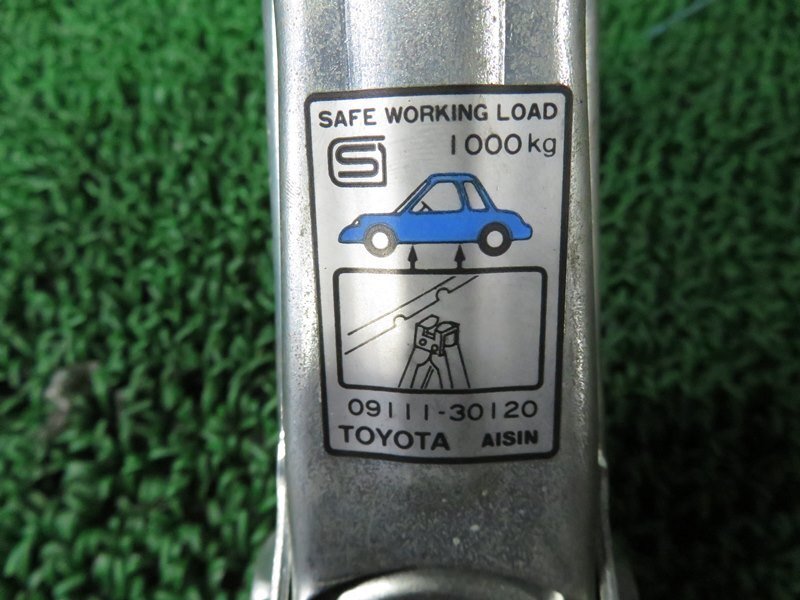 SAFE WORKING LOAD
1000kg
09111-30120
TOYOTA AISIN